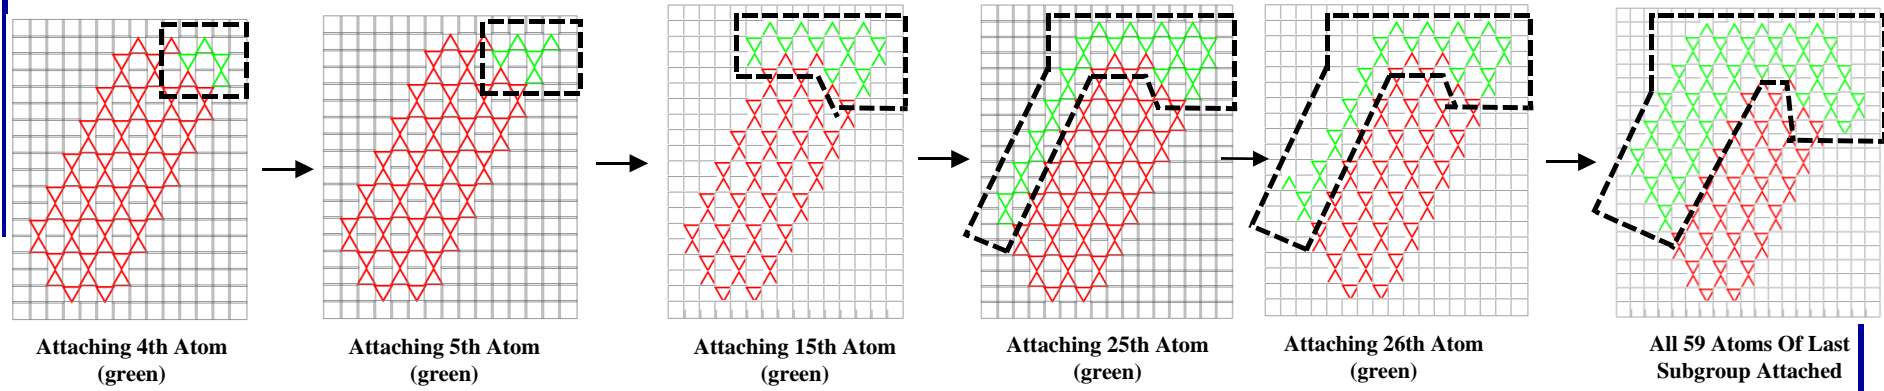 Attaching 4th Atom
(green)
Attaching 5th Atom
(green)
Attaching 15th Atom
(green)
Attaching 25th Atom
(green)
Attaching 26th Atom
(green)
All 59 Atoms Of Last
Subgroup Attached